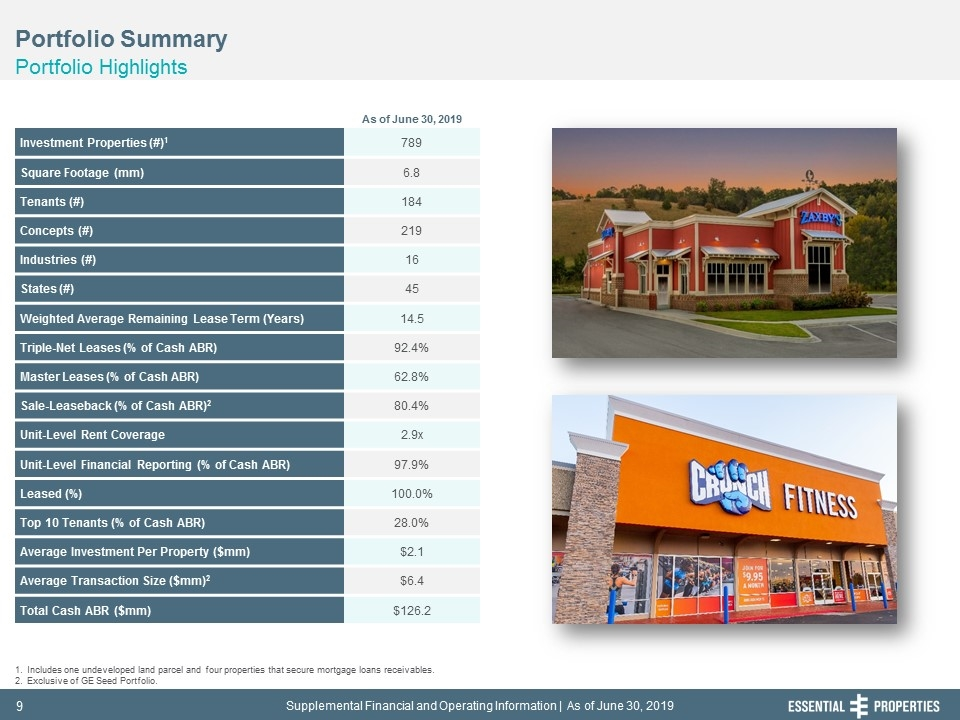 Portfolio Summary
Portfolio Highlights
As of June 30, 2019
Investment Properties (#)1 789
Square Footage (mm) 6.8
Tenants (#) 184
Concepts (#) 219
Industries (#) 16
States (#) 45
Weighted Average Remaining Lease Term (Years) 14.5
Triple-Net Leases (% of Cash ABR) 92.4%
Master Leases (% of Cash ABR) 62.8%
Sale-Leaseback (% of Cash ABR)2 80.4%
Unit-Level Rent Coverage 2.9x
Unit-Level Financial Reporting (% of Cash ABR) 97.9%
Leased (%) 100.0%
Top 10 Tenants (% of Cash ABR) 28.0%
Average Investment Per Property ($mm) $2.1
Average Transaction Size ($mm)2 $6.4
Total Cash ABR ($mm) $126.2
ZAXBY'S
CRUNCH FITNESS
JOIN FOR
$9.95
A MONTH
1. Includes one undeveloped land parcel and four properties that secure mortgage loans receivables.
2. Exclusive of GE Seed Portfolio.
9
Supplemental Financial and Operating Information | As of June 30, 2019
ESSENTIAL PROPERTIES